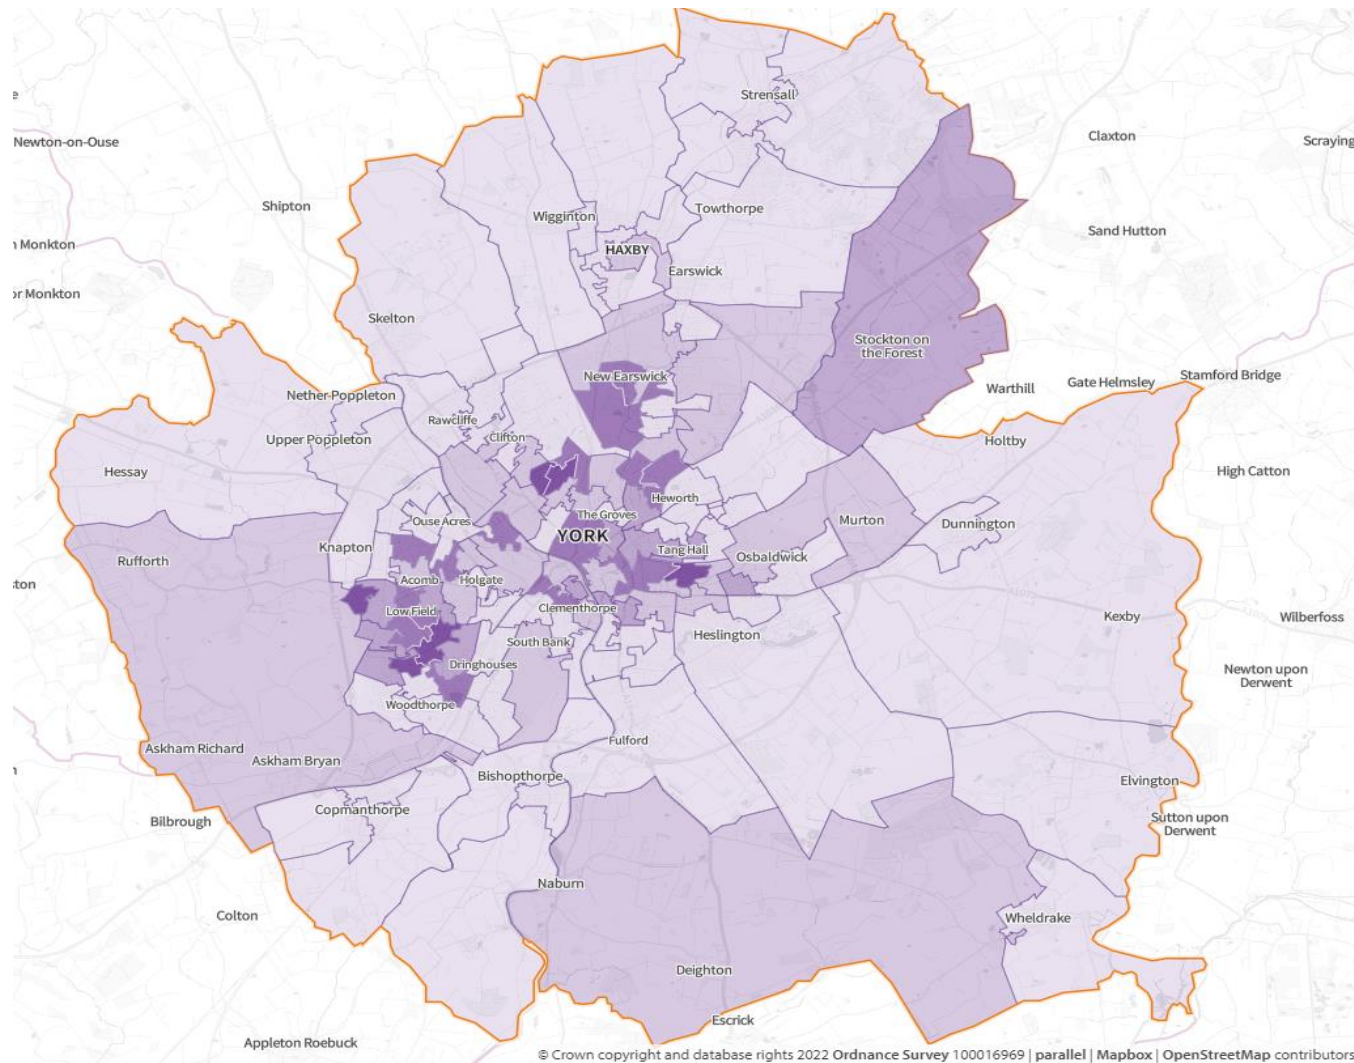 Strensall
Claxton
Newton-on-Ouse
Scraying
Shipton
Towthorpe
Wigginton
Sand Hutton
Monkton
HAXBY
Earswick
or Monkton
Skelton
Stockton on
the Forest
New Earswick
Stamford Bridge
Gate Helmsley
Warthill
Nether Poppleton
Rawcliffe
Clifton
Upper Poppleton
Holtby
Hessay
High Catton
Heworth
The Groves
Ouse Acres
Murton
Dunnington
YORK
Knapton
Tang Hall
Osbaldwick
Rufforth
Acomb
Holgate
ton
Low Field
Clementhorpe
Kexby
Wilberfoss
South Bank
Heslington
Dringhouses
Newton upon
Derwent
Woodthorpe
Fulford
Askham Richard
Askham Bryan
Bishopthorpe
Elvington
Copmanthorpe
Bilbrough
Sutton upon
Derwent
Naburn
Colton
Wheldrake
Deighton
Escrick
Appleton Roebuck
© Crown copyright and database rights 2022 Ordnance Survey 100016969 | parallel | Mapbox | OpenStreetMap contributors